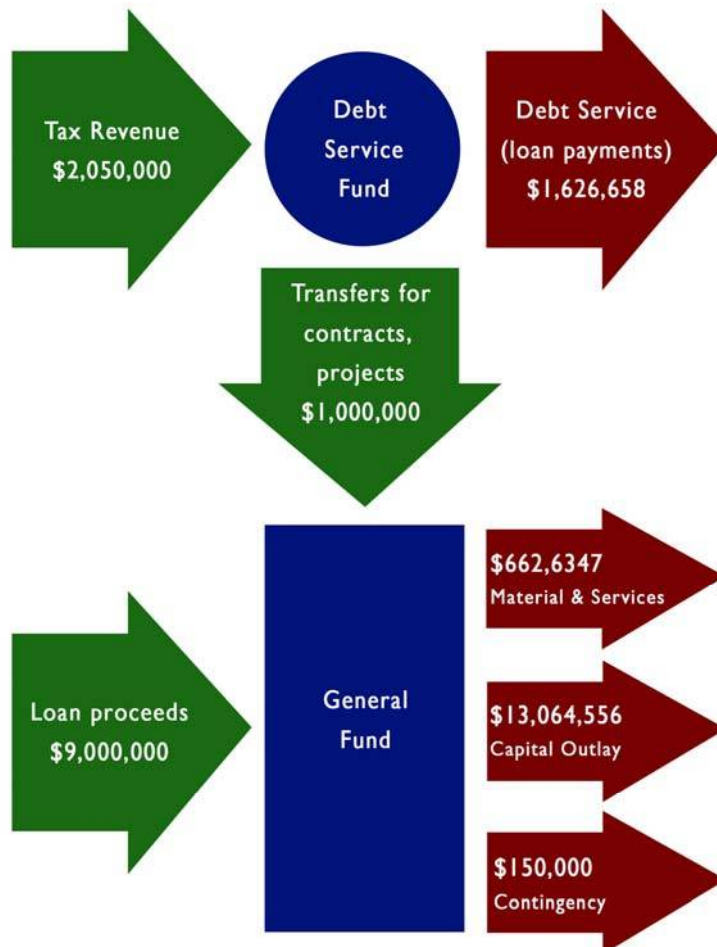 Tax Revenue
$2,050,000
Debt
Service
Fund
Debt Service
(loan payments)
$1,626,658
Transfers for
contracts,
projects
$1,000,000
Loan proceeds
$9,000,000
General
Fund
$662,6347
Material & Services
$13,064,556
Capital Outlay
$150,000
Contingency